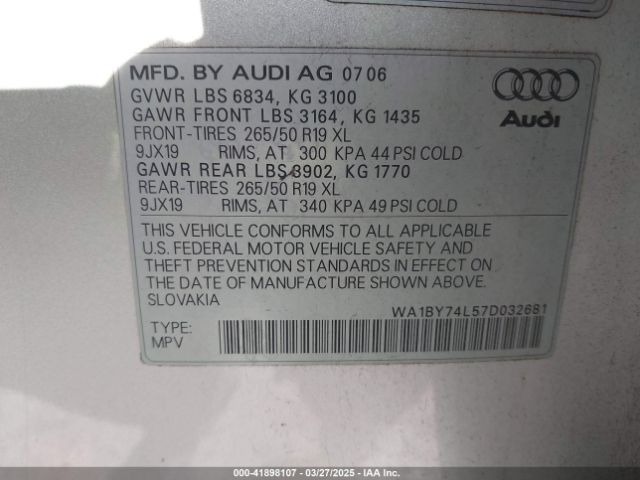 MFD. BY AUDI AG 07 06
GVWR LBS 6834, KG 3100
GAWR FRONT LBS 3164, KG 1435
FRONT-TIRES 265/50 R19 XL
9JX19 RIMS, AT 300 KPA 44 PSI COLD
GAWR REAR LBS 3902, KG 1770
REAR-TIRES 265/50 R19 XL
9JX19 RIMS, AT 340 KPA 49 PSI COLD
Audi
THIS VEHICLE CONFORMS TO ALL APPLICABLE
U.S. FEDERAL MOTOR VEHICLE SAFETY AND
THEFT PREVENTION STANDARDS IN EFFECT ON
THE DATE OF MANUFACTURE SHOWN ABOVE.
SLOVAKIA
WA1BY74L57D032681
TYPE:
MPV
000-41898107 — 03/27/2025 — IAA Inc.